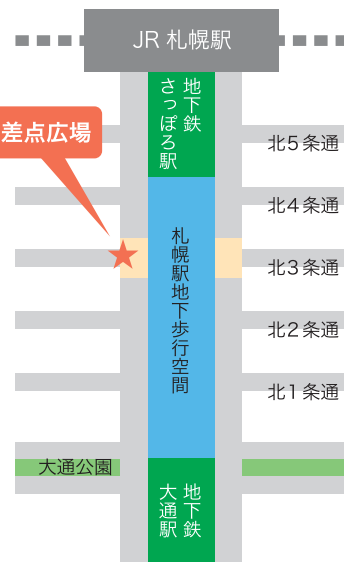 JR 札幌駅
地下鉄
さっぽろ駅
差点広場
北5条通
北4条通
札幌駅地下歩行空間
北3条通
北2条通
北1条通
大通公園
地下鉄
大通駅